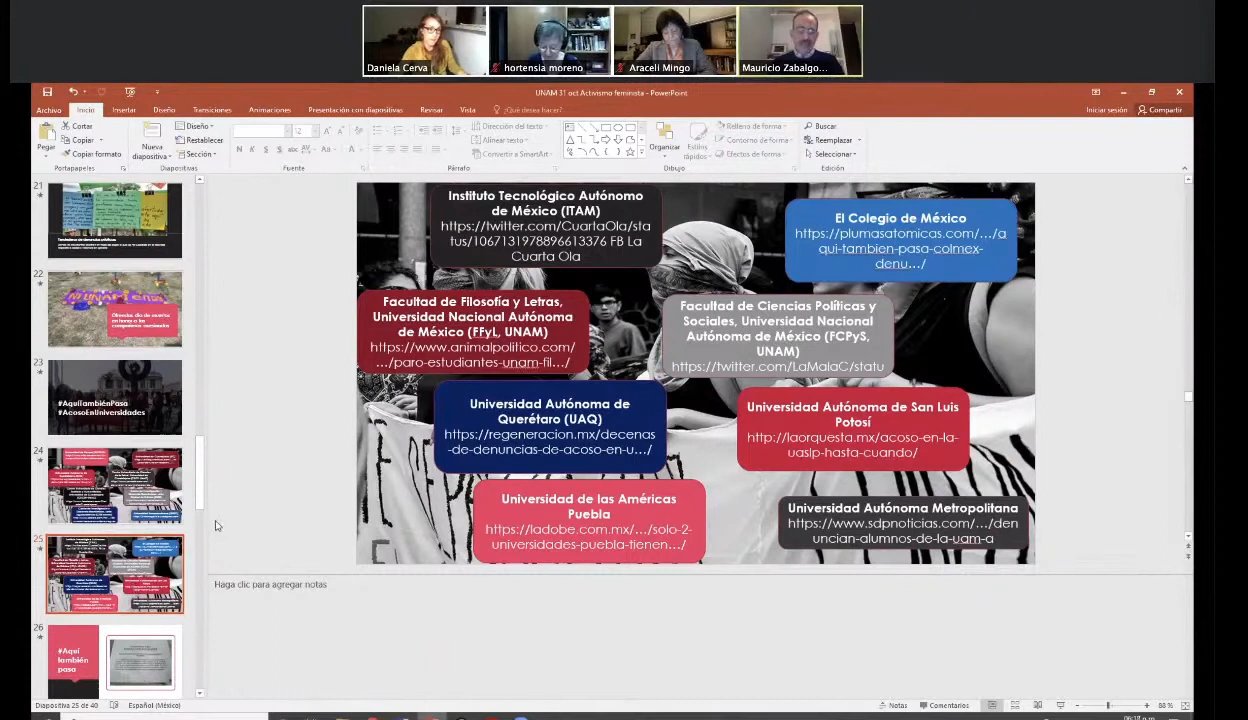 Daniela Cerva
hortensia moreno
Araceli Mingo
Mauricio Zabalgo...
UNAM 31 oct Activismo feminista - PowerPoint
Archivo
Inicio
Insertar
Diseño
Transiciones
Animaciones
Presentación con diapositivas
Revisar
Vista
¿Qué desea hacer?
Iniciar sesión
Compartir
Pegar
Cortar
Copiar
Copiar formato
Portapapeles
Nueva
diapositiva
Diseño
Restablecer
Sección
Diapositivas
Fuente
Dirección del texto
Alinear texto
Convertir a SmartArt
Párrafo
Organizar
Estilos
rápidos
Relleno de forma
Contorno de forma
Efectos de forma
Dibujo
Buscar
Reemplazar
Seleccionar
Edición
21
22
23
#AquíTambiénPasa
#AcosoEnUniversidades
24
25
26
#Aquí
también
pasa
Instituto Tecnológico Autónomo
de México (ITAM)
https://twitter.com/CuartaOla/sta
tus/1067131978896613376 FB La
Cuarta Ola
El Colegio de México
https://plumasatomicas.com/…/a
qui-tambien-pasa-colmex-
denu…/
Facultad de Filosofía y Letras,
Universidad Nacional Autónoma
de México (FFyL, UNAM)
https://www.animalpolitico.com/
…/paro-estudiantes-unam-fil…/
Facultad de Ciencias Políticas y
Sociales, Universidad Nacional
Autónoma de México (FCPyS,
UNAM)
https://twitter.com/LaMalaC/statu
Universidad Autónoma de
Querétaro (UAQ)
https://regeneracion.mx/decenas
-de-denuncias-de-acoso-en-u…/
Universidad Autónoma de San Luis
Potosí
http://laorquesta.mx/acoso-en-la-
uaslp-hasta-cuando/
Universidad de las Américas
Puebla
https://ladobe.com.mx/…/solo-2-
universidades-puebla-tienen…/
Universidad Autónoma Metropolitana
https://www.sdpnoticias.com/…/den
uncian-alumnos-de-la-uam-a
Haga clic para agregar notas
Diapositiva 25 de 40
Español (México)
Notas
Comentarios
88 %